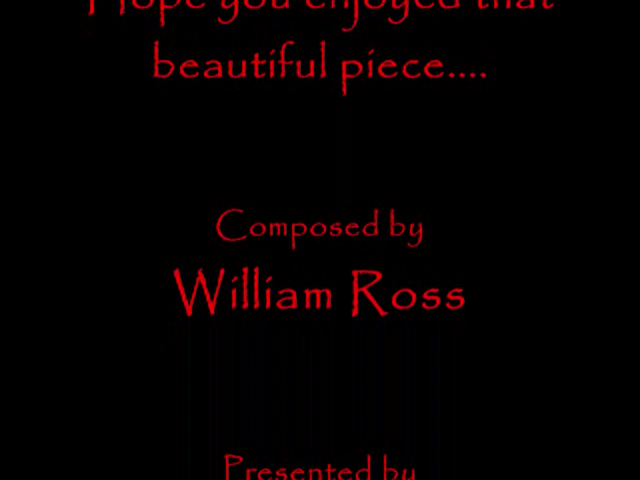 Hope you enjoyed that
beautiful piece....
Composed by
William Ross
Presented by